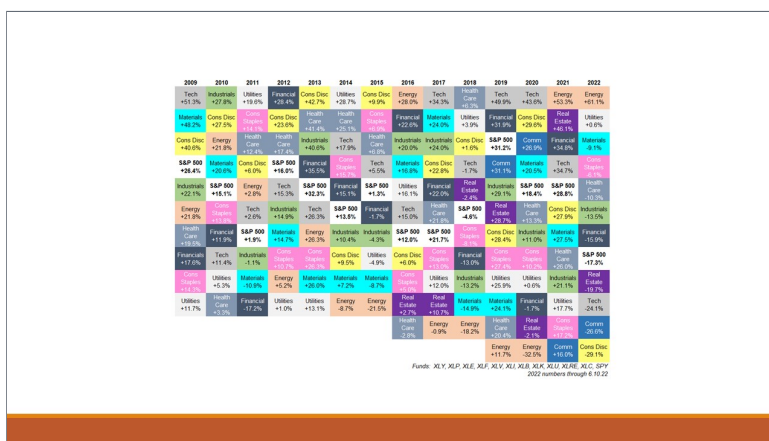 2009 2010 2011 2012 2013 2014 2015 2016 2017 2018 2019 2020 2021 2022
Tech +51.3% Industrials +27.8% Utilities +19.6% Financial +28.4% Cons Disc +42.7% Utilities +28.7% Cons Disc +9.9% Energy +28.0% Tech +34.3% Health Care +6.3% Tech +49.9% Tech +43.6% Energy +53.3% Energy +61.1%
Materials +48.2% Cons Disc +27.5% Cons Staples +14.1% Cons Disc +23.6% Health Care +41.4% Health Care +25.1% Cons Staples Financial +22.6% Materials +24.0% Utilities +3.9% Financial +31.9% Cons Disc +29.6% Real Estate +46.1% Utilities +0.6%
Cons Disc +40.6% Energy +21.8% Health Care +12.4% Health Care +17.4% Industrials +40.6% Tech +17.9% Health Care +6.8% Industrials +20.0% Industrials +24.0% Cons Disc +1.6% Comm +31.1% Comm +26.9% Financial +34.8% Materials -9.1%
S&P 500 +26.4% Materials +20.6% Cons Disc +6.0% S&P 500 +16.0% Financial +35.5% Cons Staples Tech +5.5% Materials +16.8% Cons Disc +22.8% Tech -1.7% S&P 500 +31.2% Materials +20.5% Tech +34.7% Cons Staples
Industrials +22.1% S&P 500 +15.1% Energy +2.8% Tech +15.3% S&P 500 +32.3% Financial +15.1% S&P 500 +1.3% Utilities +16.1% Financial +22.0% Real Estate -2.4% Industrials +29.1% S&P 500 +18.4% S&P 500 +28.8% Health Care -10.3%
Energy +21.8% Cons Staples Tech +2.6% Industrials +14.9% Tech +26.3% S&P 500 +13.5% Financial -1.7% Tech +15.0% Health Care +21.8% S&P 500 -4.6% Real Estate +28.7% Health Care +13.3% Cons Disc +27.9% Industrials -13.5%
Health Care +19.5% Financial +11.9% S&P 500 +1.9% Materials +14.7% Energy +26.3% Industrials +10.4% Industrials -4.3% S&P 500 +12.0% S&P 500 +21.7% Cons Staples Cons Disc +28.4% Industrials +11.0% Materials +27.5% Financial -15.9%
Financials +17.6% Tech +11.4% Industrials -1.1% Cons Staples Cons Staples Cons Disc +9.5% Utilities -4.9% Cons Disc +6.0% Cons Staples Financial -13.0% Cons Staples Cons Staples Health Care +26.0% S&P 500 -17.3%
Cons Staples Utilities +5.3% Materials -10.9% Energy +5.2% Materials +26.0% Materials +7.2% Materials -8.7% Cons Staples Utilities +12.0% Industrials -13.2% Utilities +25.9% Utilities +0.6% Industrials +21.1% Real Estate -19.7%
Utilities +11.7% Health Care +3.3% Financial -17.2% Utilities +1.0% Utilities +13.1% Energy -8.7% Energy -21.5% Real Estate +2.7% Real Estate +10.7% Materials -14.9% Materials +24.1% Financial -1.7% Utilities +17.7% Tech -24.1%
Health Care -2.8% Energy -0.9% Energy -18.2% Health Care +20.4% Real Estate -2.1% Cons Staples +17.2% Comm -26.6%
Energy +11.7% Energy -32.5% Comm +16.0% Cons Disc -29.1%
Funds: XLY, XLP, XLE, XLF, XLV, XLI, XLB, XLK, XLU, XLRE, XLC, SPY
2022 numbers through 6.10.22